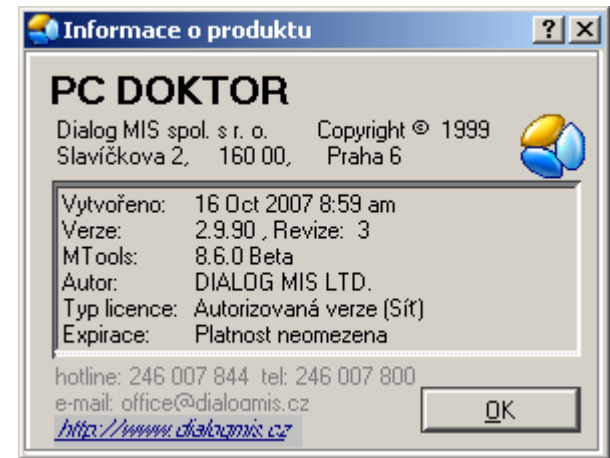 Informace o produktu
PC DOKTOR
Dialog MIS spol. s r. o. Copyright © 1999
Slavíčkova 2, 160 00, Praha 6
Vytvořeno: 16 Oct 2007 8:59 am
Verze: 2.9.90 , Revize: 3
MTools: 8.6.0 Beta
Autor: DIALOG MIS LTD.
Typ licence: Autorizovaná verze (Síť)
Expirace: Platnost neomezena
hotline: 246 007 844 tel: 246 007 800
e-mail: office@dialogmis.cz
OK
http://www.dialogmis.cz